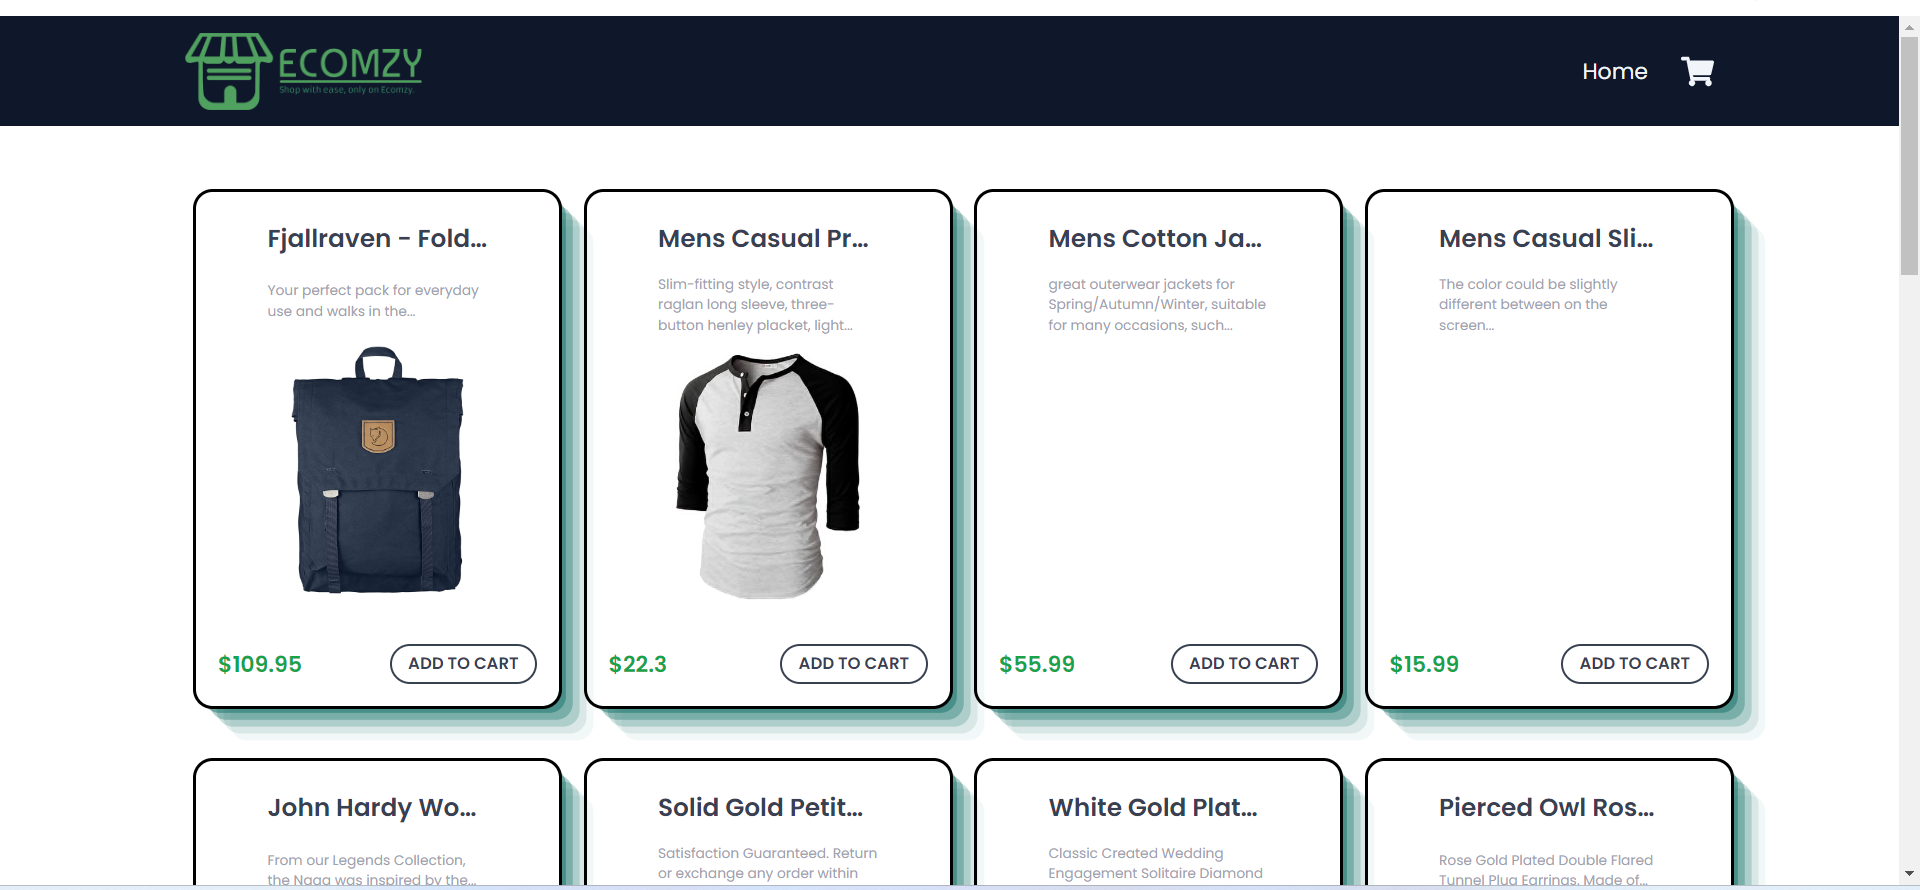 ECOMZY
Shop with ease, only on Ecomzy.
Home
Fjallraven - Fold...
Your perfect pack for everyday
use and walks in the...
$109.95
ADD TO CART
Mens Casual Pr...
Slim-fitting style, contrast
raglan long sleeve, three-
button henley placket, light...
$22.3
ADD TO CART
Mens Cotton Ja...
great outerwear jackets for
Spring/Autumn/Winter, suitable
for many occasions, such...
$55.99
ADD TO CART
Mens Casual Sli...
The color could be slightly
different between on the
screen...
$15.99
ADD TO CART
John Hardy Wo...
From our Legends Collection,
the Naga was inspired by the...
Solid Gold Petit...
Satisfaction Guaranteed. Return
or exchange any order within
White Gold Plat...
Classic Created Wedding
Engagement Solitaire Diamond
Pierced Owl Ros...
Rose Gold Plated Double Flared
Tunnel Plug Earrings. Made of...